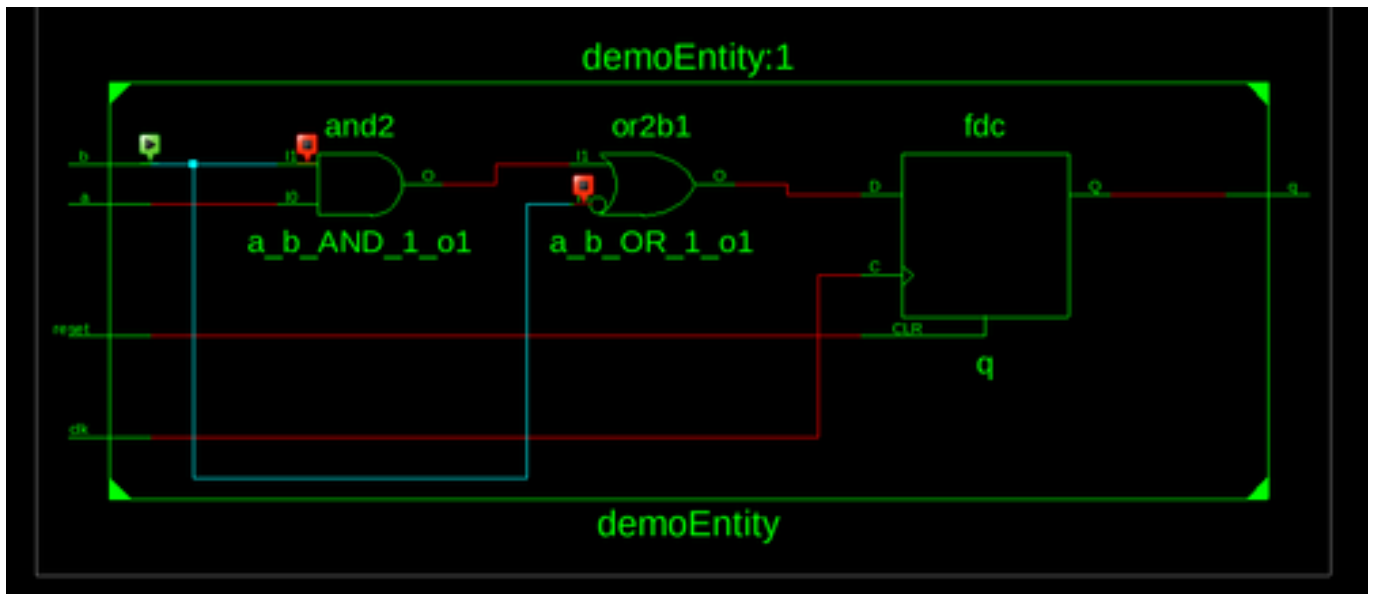 demoEntity:1
and2
or2b1
fdc
b
I1
O
I1
O
D
Q
q
a
I0
a_b_AND_1_o1
a_b_OR_1_o1
C
reset
CLR
q
clk
demoEntity